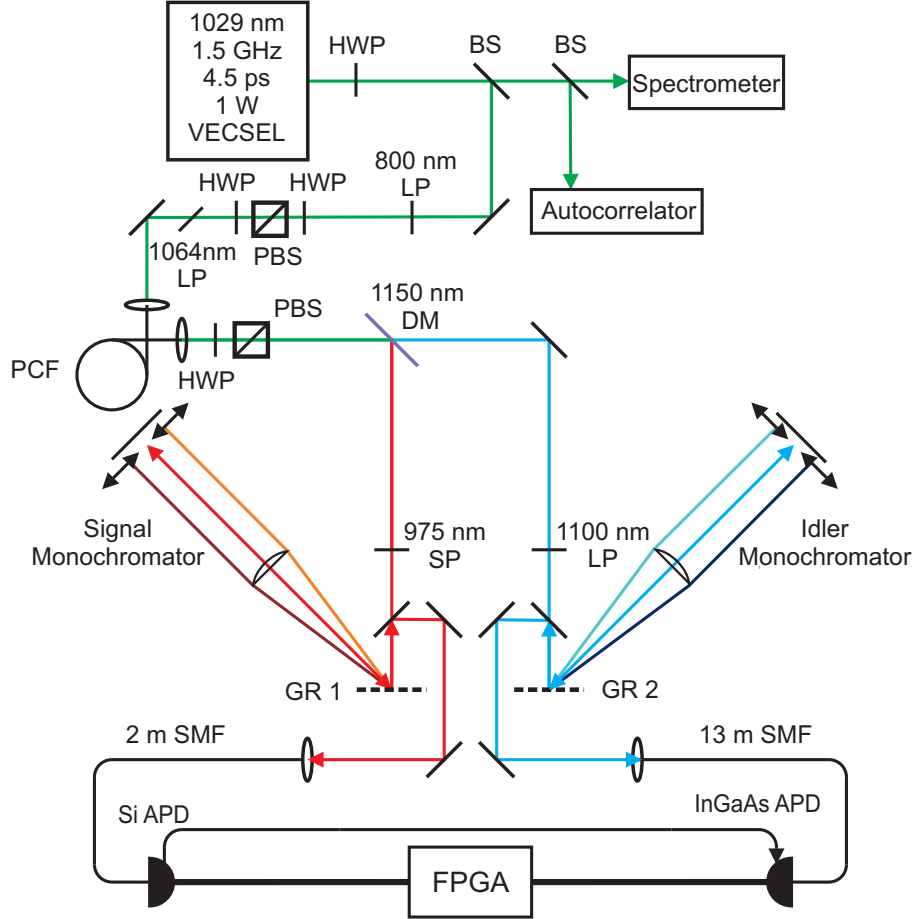 1029 nm
1.5 GHz
4.5 ps
1 W
VECSEL
HWP
BS
BS
Spectrometer
Autocorrelator
800 nm
LP
HWP
HWP
PBS
1064nm
LP
PCF
HWP
PBS
1150 nm
DM
Signal
Monochromator
975 nm
SP
1100 nm
LP
Idler
Monochromator
GR 1
GR 2
2 m SMF
13 m SMF
Si APD
InGaAs APD
FPGA